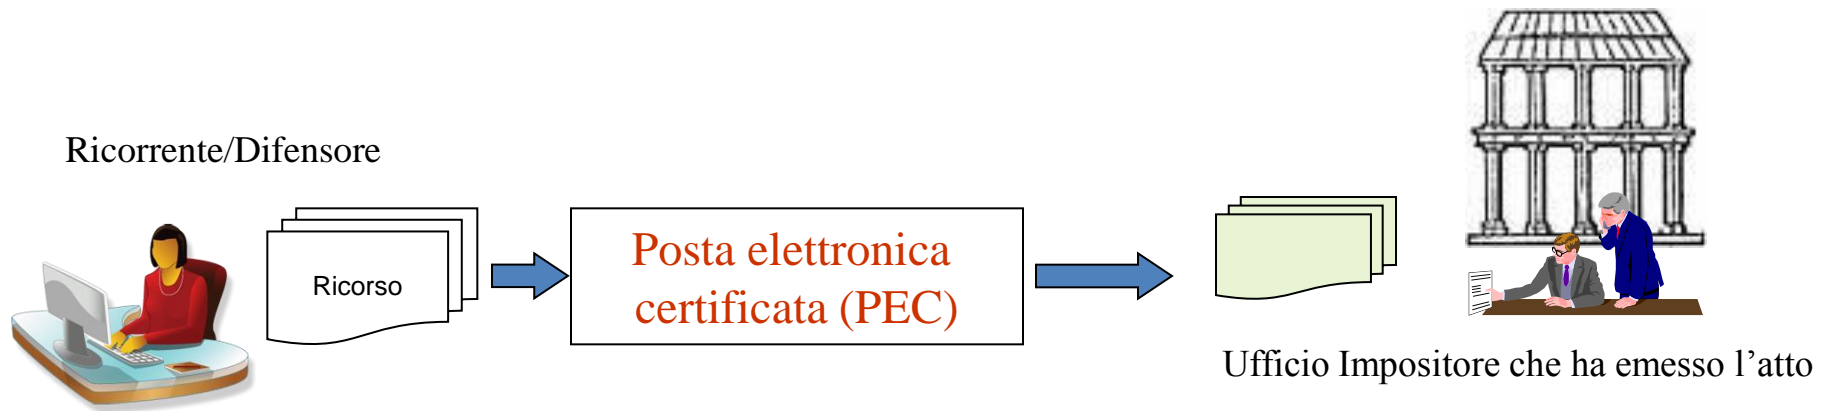 Ricorrente/Difensore
Ricorso
Posta elettronica
certificata (PEC)
Ufficio Impositore che ha emesso l’atto